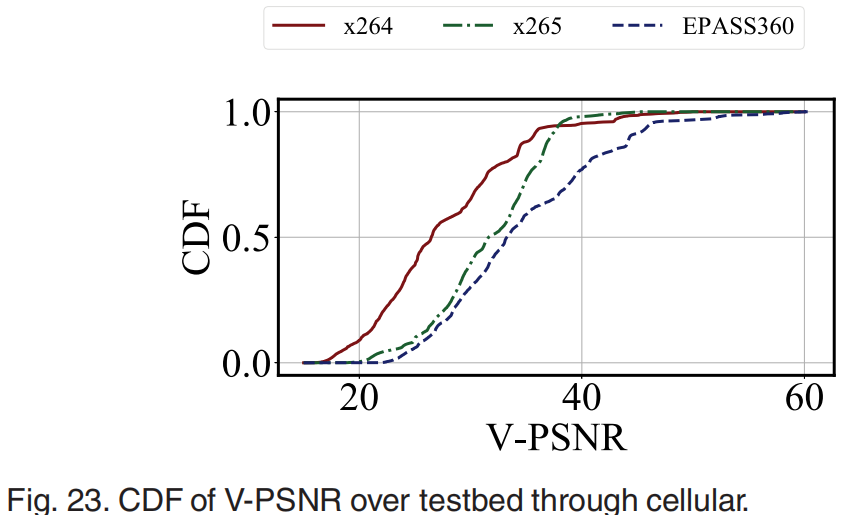 x264 x265 EPASS360
1.0
0.5
0.0
CDF
20 40 60
V-PSNR
Fig. 23. CDF of V-PSNR over testbed through cellular.